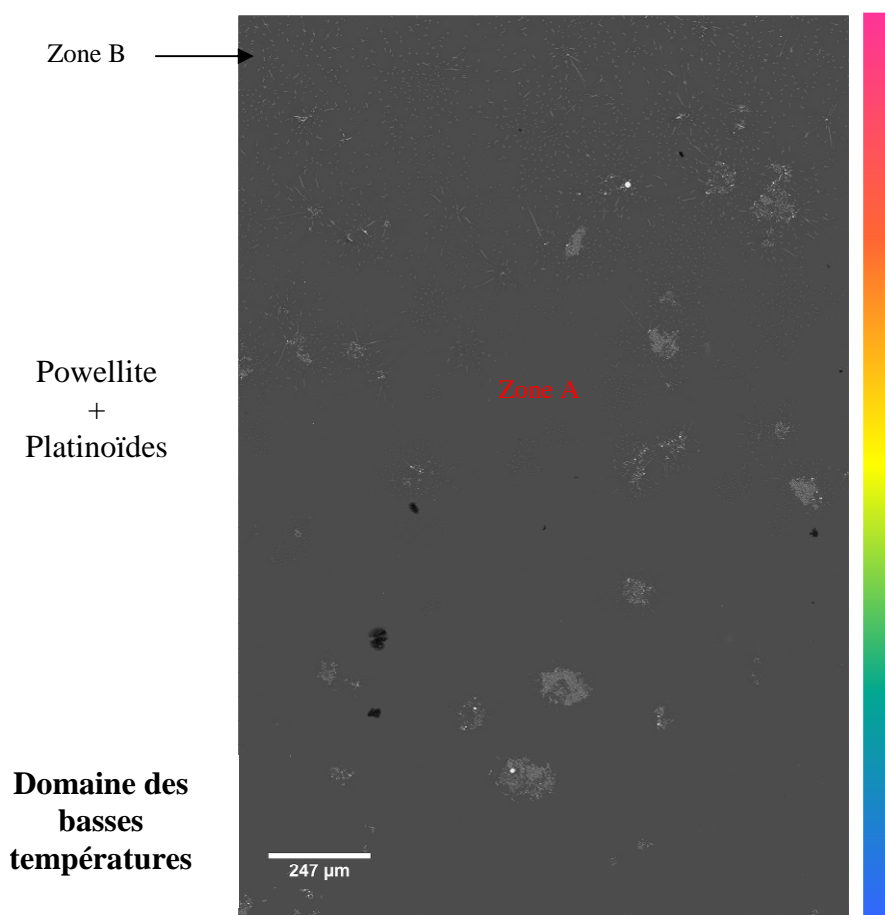 Zone B
Zone A
Powellite
+
Platinoïdes
Domaine des
basses
températures
247 µm